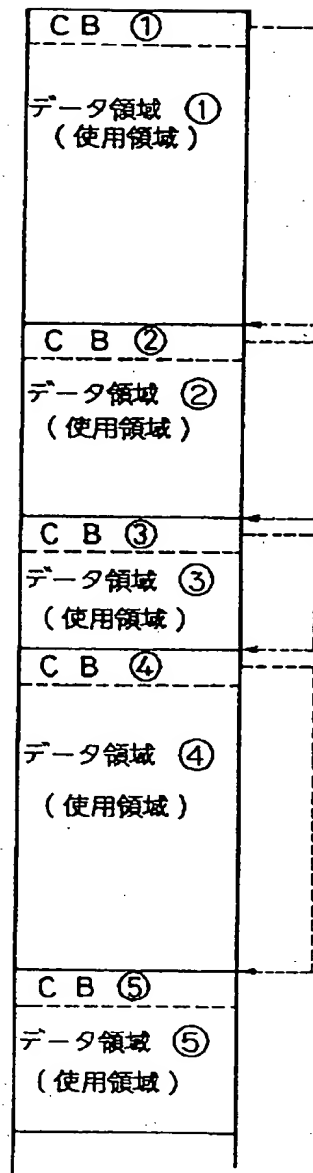 C B ①
データ領域 ①
(使用領域)
C B ②
データ領域 ②
(使用領域)
C B ③
データ領域 ③
(使用領域)
C B ④
データ領域 ④
(使用領域)
C B ⑤
データ領域 ⑤
(使用領域)